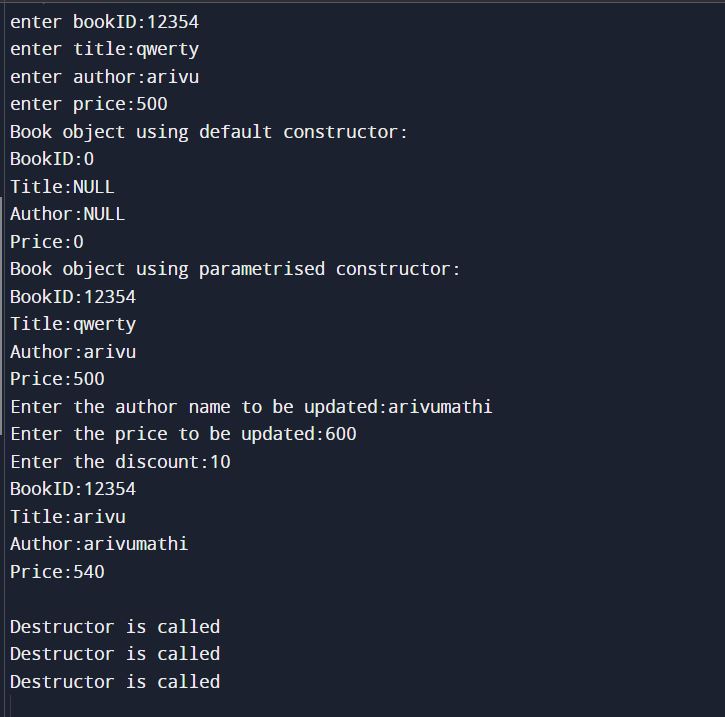 enter bookID:12354
enter title:qwerty
enter author:arivu
enter price:500
Book object using default constructor:
BookID:0
Title:NULL
Author:NULL
Price:0
Book object using parametrised constructor:
BookID:12354
Title:qwerty
Author:arivu
Price:500
Enter the author name to be updated:arivumathi
Enter the price to be updated:600
Enter the discount:10
BookID:12354
Title:arivu
Author:arivumathi
Price:540
Destructor is called
Destructor is called
Destructor is called